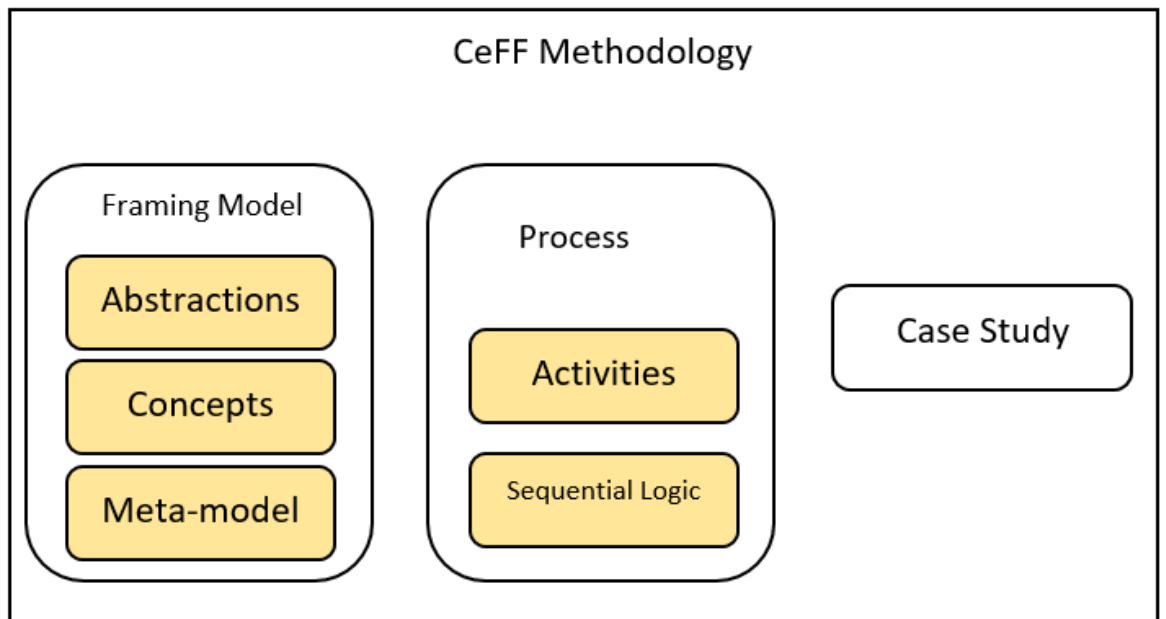 CeFF Methodology
Framing Model
Abstractions
Concepts
Meta-model
Process
Activities
Sequential Logic
Case Study